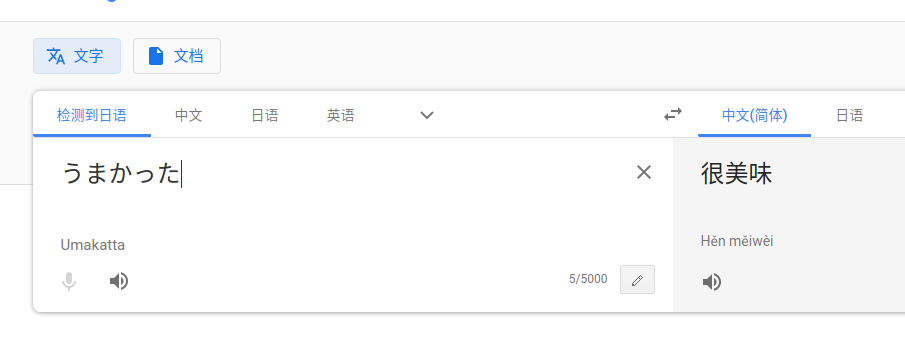 文字 文档
检测到日语 中文 日语 英语 中文(简体) 日语
うまかった 很美味
Umakatta Hěn měiwèi
5/5000